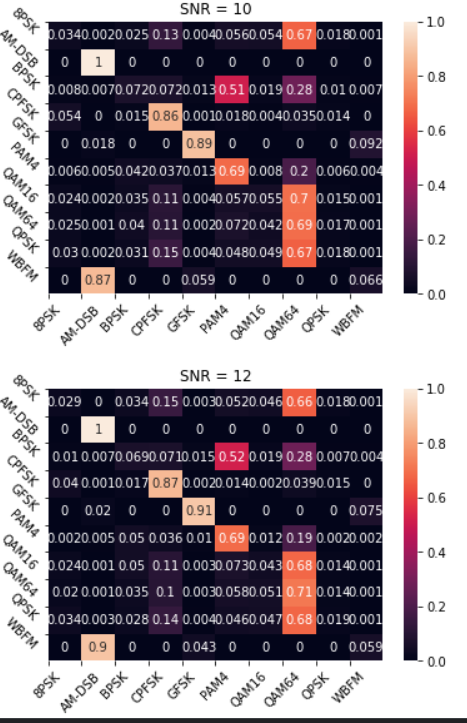 SNR = 10
8PSK 0.034 0.002 0.025 0.13 0.004 0.056 0.054 0.67 0.018 0.001 1.0
AM-DSB 0 1 0 0 0 0 0 0 0 0
BPSK 0.008 0.007 0.072 0.072 0.013 0.51 0.019 0.28 0.01 0.007 0.8
CPFSK 0.054 0 0.015 0.86 0.001 0.018 0.004 0.035 0.014 0
GFSK 0 0.018 0 0 0.89 0 0 0 0 0.092 0.6
PAM4 0.006 0.005 0.042 0.037 0.013 0.69 0.008 0.2 0.006 0.004 0.4
QAM16 0.024 0.002 0.035 0.11 0.004 0.057 0.055 0.7 0.015 0.001
QAM64 0.025 0.001 0.04 0.11 0.002 0.072 0.042 0.69 0.017 0.001 0.2
QPSK 0.03 0.002 0.031 0.15 0.004 0.048 0.049 0.67 0.018 0.001
WBFM 0 0.87 0 0 0.059 0 0 0 0 0.066 0.0
8PSK AM-DSB BPSK CPFSK GFSK PAM4 QAM16 QAM64 QPSK WBFM
SNR = 12
8PSK 0.029 0 0.034 0.15 0.003 0.052 0.046 0.66 0.018 0.001 1.0
AM-DSB 0 1 0 0 0 0 0 0 0 0
BPSK 0.01 0.007 0.069 0.071 0.015 0.52 0.019 0.28 0.007 0.004 0.8
CPFSK 0.04 0.001 0.017 0.87 0.002 0.014 0.002 0.039 0.015 0
GFSK 0 0.02 0 0 0.91 0 0 0 0 0.075 0.6
PAM4 0.002 0.005 0.05 0.036 0.01 0.69 0.012 0.19 0.002 0.002 0.4
QAM16 0.024 0.001 0.05 0.11 0.003 0.073 0.043 0.68 0.014 0.001
QAM64 0.02 0.001 0.035 0.1 0.003 0.058 0.051 0.71 0.014 0.001 0.2
QPSK 0.034 0.003 0.028 0.14 0.004 0.046 0.047 0.68 0.019 0.001
WBFM 0 0.9 0 0 0.043 0 0 0 0 0.059 0.0
8PSK AM-DSB BPSK CPFSK GFSK PAM4 QAM16 QAM64 QPSK WBFM